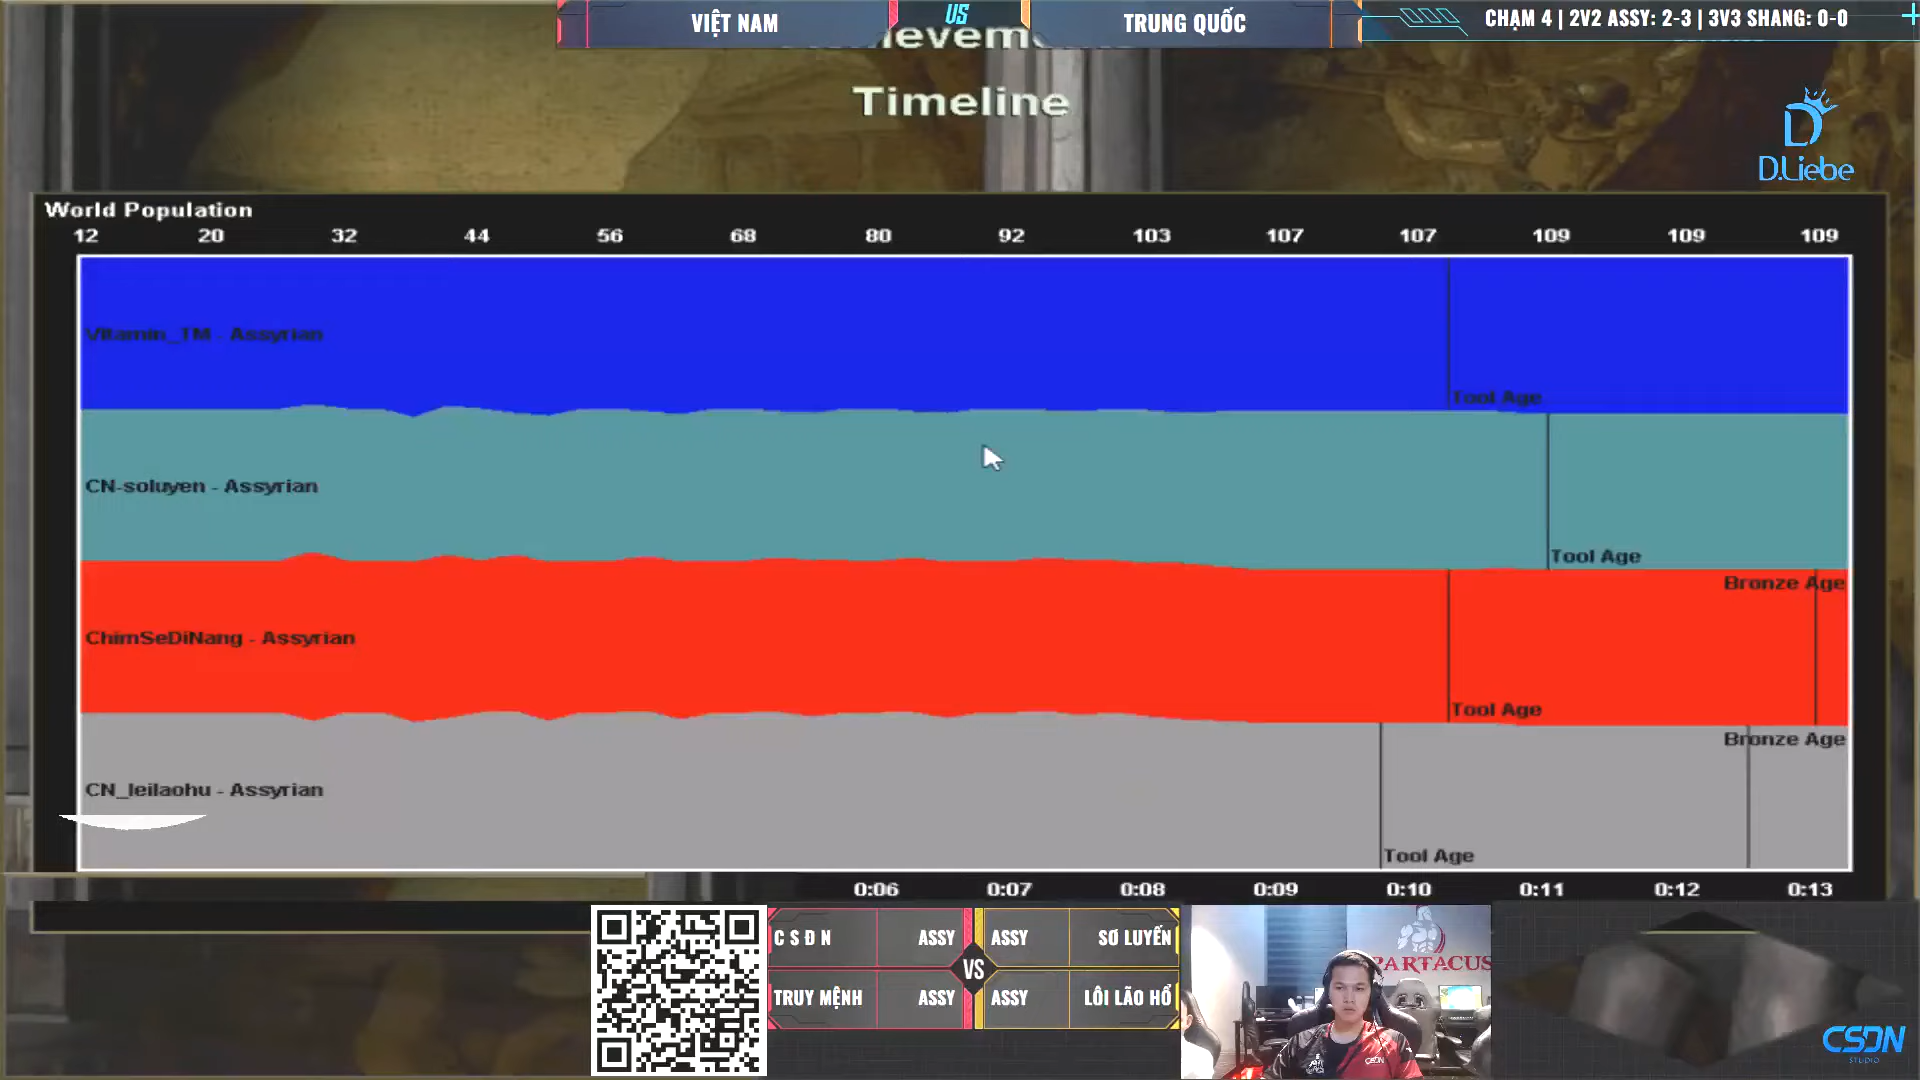 VIỆT NAM
VS
TRUNG QUỐC
CHẠM 4 | 2V2 ASSY: 2-3 | 3V3 SHANG: 0-0
Timeline
D.Liebe
World Population
12 20 32 44 56 68 80 92 103 107 107 109 109 109
Vitamin_TM - Assyrian
Tool Age
CN-soluyen - Assyrian
Tool Age
Bronze Age
ChimSeDiNang - Assyrian
Tool Age
Bronze Age
CN_leilaohu - Assyrian
Tool Age
0:06 0:07 0:08 0:09 0:10 0:11 0:12 0:13
C S Đ N ASSY VS ASSY SƠ LUYẾN
TRUY MỆNH ASSY ASSY LÔI LÃO HỔ
PARTACUS
CSDN
CSDN
STUDIO